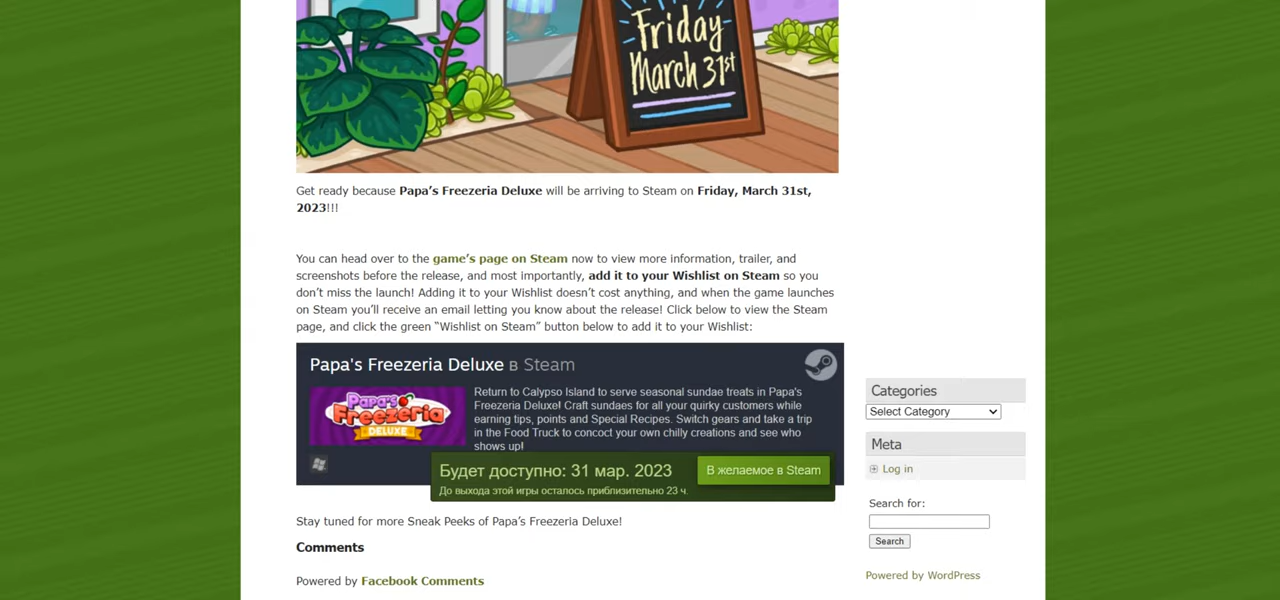 Friday
March 31st
Get ready because Papa’s Freezeria Deluxe will be arriving to Steam on Friday, March 31st,
2023!!!
You can head over to the game’s page on Steam now to view more information, trailer, and
screenshots before the release, and most importantly, add it to your Wishlist on Steam so you
don’t miss the launch! Adding it to your Wishlist doesn’t cost anything, and when the game launches
on Steam you’ll receive an email letting you know about the release! Click below to view the Steam
page, and click the green “Wishlist on Steam” button below to add it to your Wishlist:
Papa's Freezeria Deluxe в Steam
Papa's
Freezeria
DELUXE
Return to Calypso Island to serve seasonal sundae treats in Papa's
Freezeria Deluxe! Craft sundaes for all your quirky customers while
earning tips, points and Special Recipes. Switch gears and take a trip
in the Food Truck to concoct your own chilly creations and see who
shows up!
Будет доступно: 31 мар. 2023
До выхода этой игры осталось приблизительно 23 ч.
В желаемое в Steam
Stay tuned for more Sneak Peeks of Papa’s Freezeria Deluxe!
Comments
Powered by Facebook Comments
Categories
Select Category
Meta
Log in
Search for:
Search
Powered by WordPress